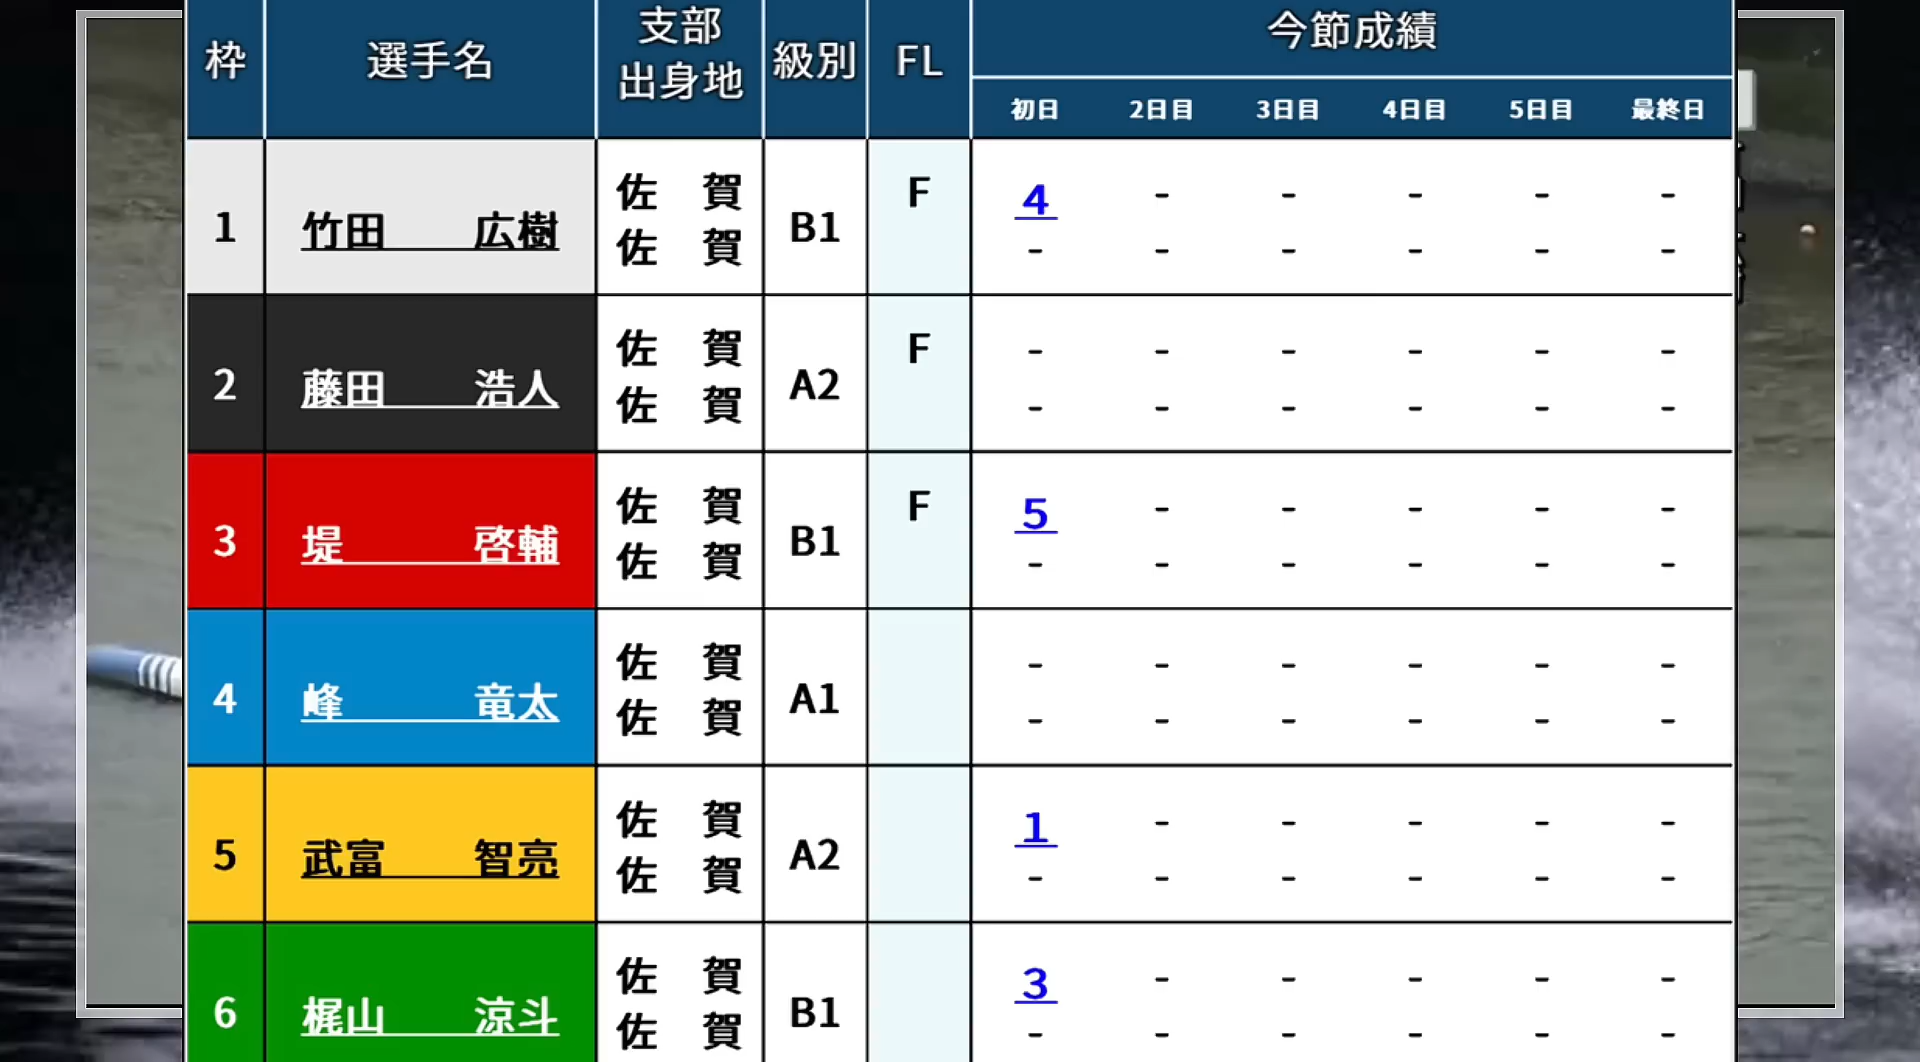 枠 選手名 支部 出身地 級別 FL 今節成績
初日 2日目 3日目 4日目 5日目 最終日
1 竹田 広樹 佐賀 B1 F 4 - - - - -
佐賀 - - - - - -
2 藤田 浩人 佐賀 A2 F - - - - - -
佐賀 - - - - - -
3 堤 啓輔 佐賀 B1 F 5 - - - - -
佐賀 - - - - - -
4 峰 竜太 佐賀 A1 - - - - - -
佐賀 - - - - - -
5 武富 智亮 佐賀 A2 1 - - - - -
佐賀 - - - - - -
6 梶山 涼斗 佐賀 B1 3 - - - - -
佐賀 - - - - - -